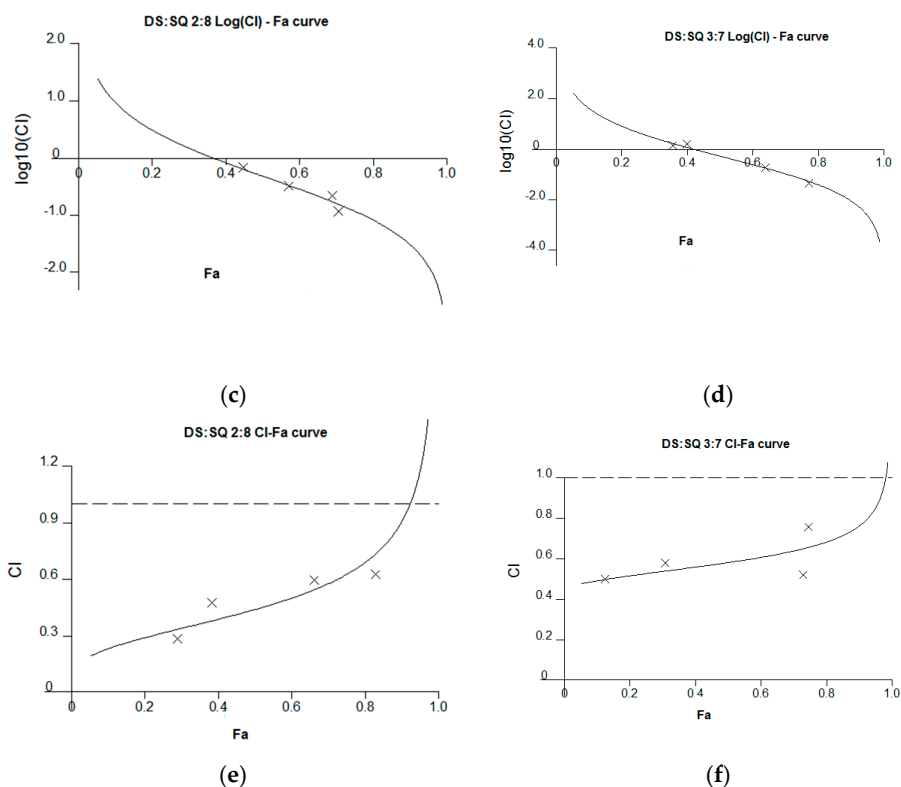 DS:SQ 2:8 Log(CI) - Fa curve
2.0
1.0
0
-1.0
-2.0
log10(CI)
0 0.2 0.4 0.6 0.8 1.0
Fa
(c)
DS:SQ 3:7 Log(CI) - Fa curve
4.0
2.0
0
-2.0
-4.0
log10(CI)
0 0.2 0.4 0.6 0.8 1.0
Fa
(d)
DS:SQ 2:8 CI-Fa curve
1.2
0.9
0.6
0.3
0
CI
0 0.2 0.4 0.6 0.8 1.0
Fa
(e)
DS:SQ 3:7 CI-Fa curve
1.0
0.8
0.6
0.4
0.2
0
CI
0 0.2 0.4 0.6 0.8 1.0
Fa
(f)